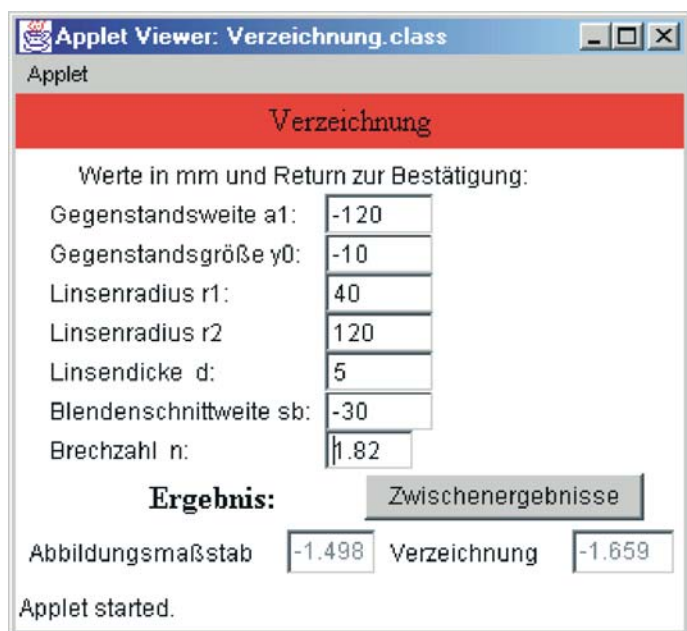 Applet Viewer: Verzeichnung.class
Applet
Verzeichnung
Werte in mm und Return zur Bestätigung:
Gegenstandsweite a1: -120
Gegenstandsgröße y0: -10
Linsenradius r1: 40
Linsenradius r2 120
Linsendicke d: 5
Blendenschnittweite sb: -30
Brechzahl n: 1.82
Ergebnis: Zwischenergebnisse
Abbildungsmaßstab -1.498 Verzeichnung -1.659
Applet started.